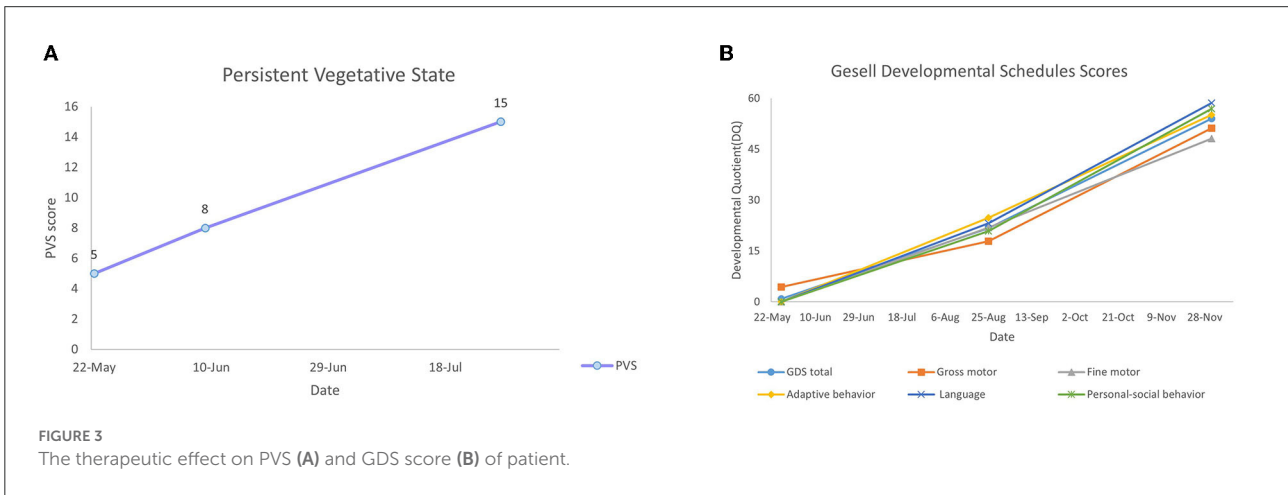 A
Persistent Vegetative State
16
14
12
10
8
6
4
2
0
PVS score
5
8
15
22-May 10-Jun 29-Jun 18-Jul
Date
PVS
B
Gesell Developmental Schedules Scores
60
45
30
15
0
Developmental Quotient(DQ)
22-May 10-Jun 29-Jun 18-Jul 6-Aug 25-Aug 13-Sep 2-Oct 21-Oct 9-Nov 28-Nov
Date
GDS total Gross motor Fine motor
Adaptive behavior Language Personal-social behavior
FIGURE 3
The therapeutic effect on PVS (A) and GDS score (B) of patient.